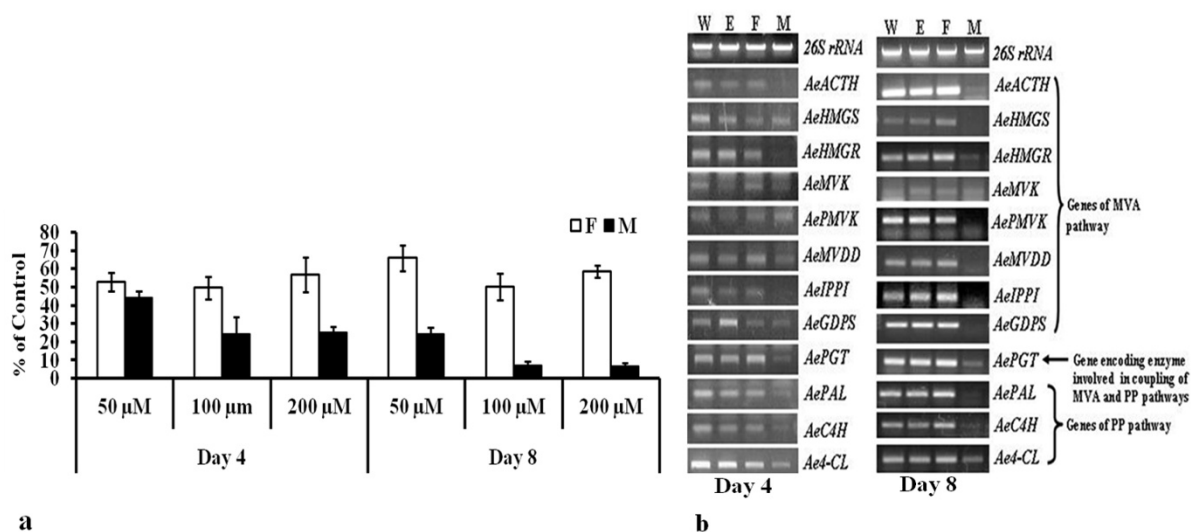 % of Control
80
70
60
50
40
30
20
10
0
F M
50 µM 100 µm 200 µM 50 µM 100 µM 200 µM
Day 4 Day 8
a
W E F M
26S rRNA
AeACTH
AeHMGS
AeHMGR
AeMVK
AePMVK
AeMVDD
AeIPPI
AeGDPS
AePGT
AePAL
AeC4H
Ae4-CL
Day 4
W E F M
26S rRNA
AeACTH
AeHMGS
AeHMGR
AeMVK
AePMVK
AeMVDD
AeIPPI
AeGDPS
AePGT
AePAL
AeC4H
Ae4-CL
Day 8
Genes of MVA
pathway
Gene encoding enzyme
involved in coupling of
MVA and PP pathways
Genes of PP pathway
b